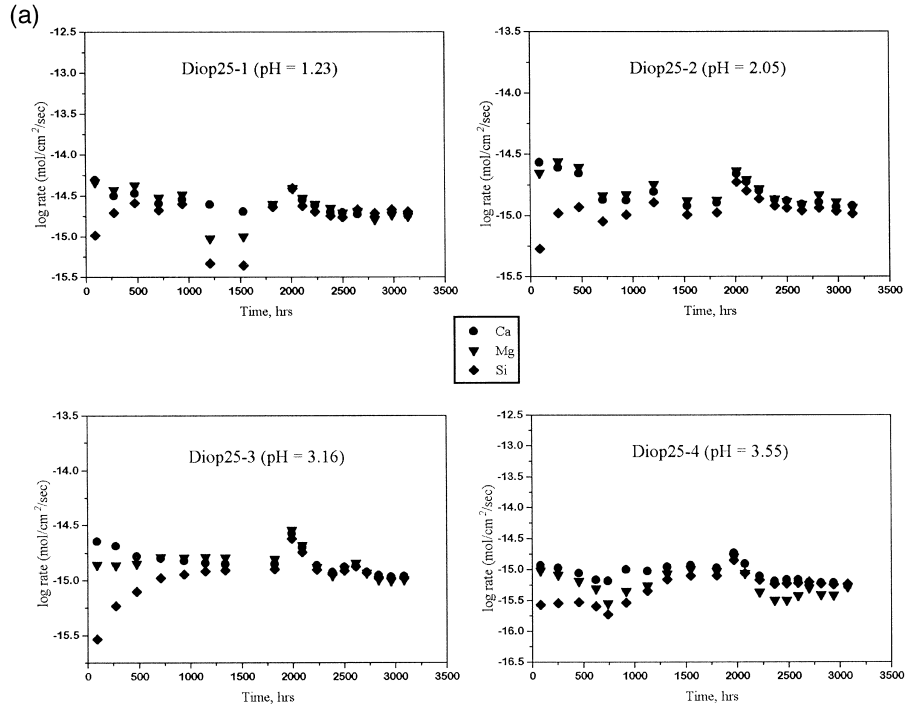 (a)
-12.5
-13.0
-13.5
-14.0
-14.5
-15.0
-15.5
log rate (mol/cm²/sec)
Diop25-1 (pH = 1.23)
0 500 1000 1500 2000 2500 3000 3500
Time, hrs
-13.5
-14.0
-14.5
-15.0
-15.5
log rate (mol/cm²/sec)
Diop25-2 (pH = 2.05)
0 500 1000 1500 2000 2500 3000 3500
Time, hrs
Ca
Mg
Si
-13.5
-14.0
-14.5
-15.0
-15.5
log rate (mol/cm²/sec)
Diop25-3 (pH = 3.16)
0 500 1000 1500 2000 2500 3000 3500
Time, hrs
-12.5
-13.0
-13.5
-14.0
-14.5
-15.0
-15.5
-16.0
-16.5
log rate (mol/cm²/sec)
Diop25-4 (pH = 3.55)
0 500 1000 1500 2000 2500 3000 3500
Time, hrs